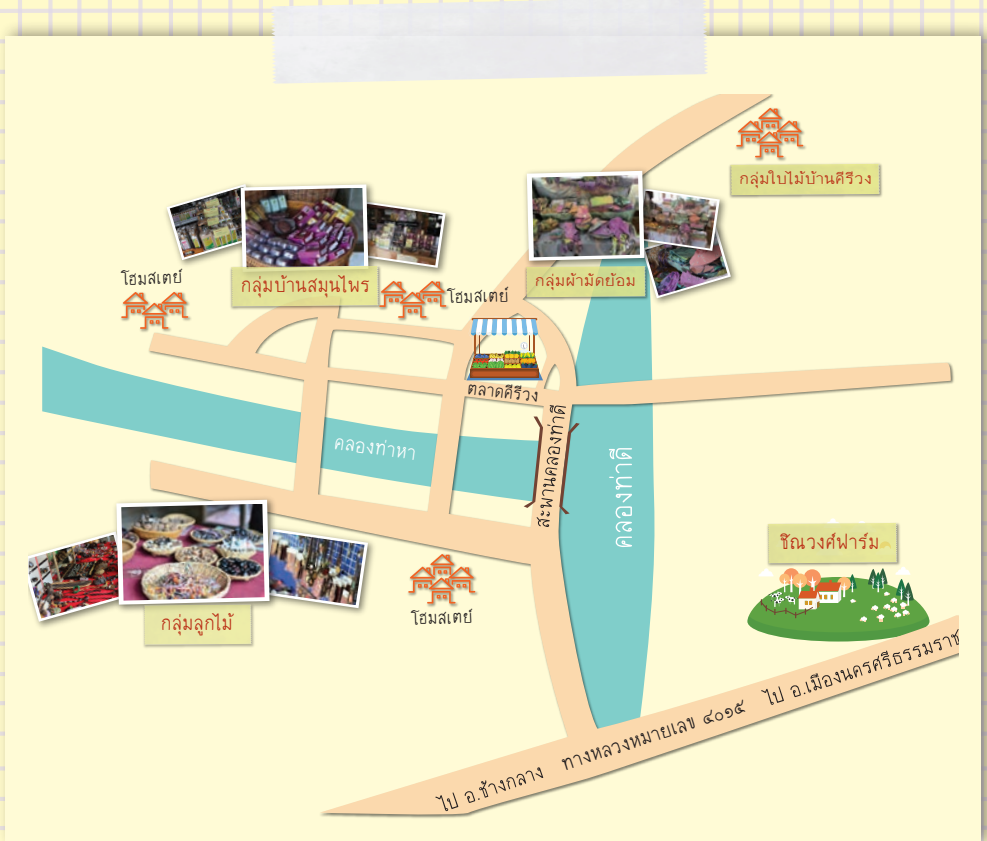 กลุ่มใบไม้บ้านคีรีวง
โฮมสเตย์
กลุ่มบ้านสมุนไพร
โฮมสเตย์
กลุ่มผ้ามัดย้อม
ตลาดคีรีวง
คลองท่าหา
สะพานคลองท่าดี
คลองท่าดี
ชิณวงศ์ฟาร์ม
กลุ่มลูกไม้
โฮมสเตย์
ไป อ.ช้างกลาง ทางหลวงหมายเลข ๔๐๑๕ ไป อ.เมืองนครศรีธรรมราช